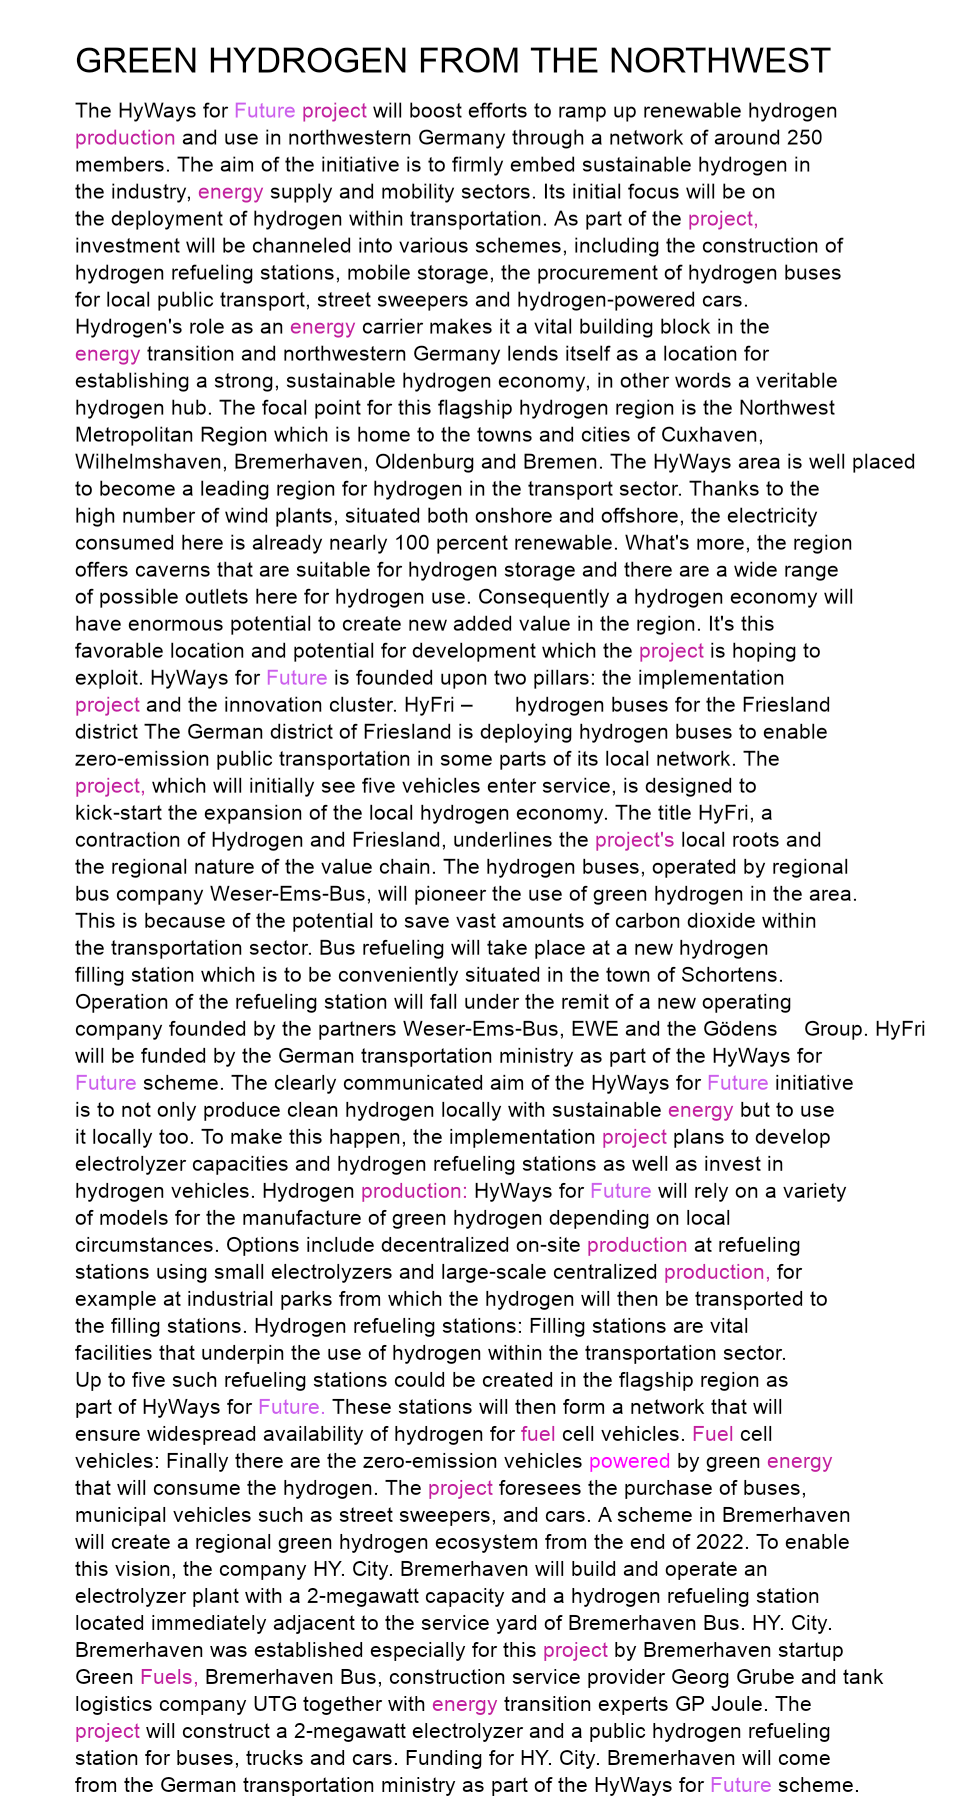 GREEN HYDROGEN FROM THE NORTHWEST
The HyWays for Future project will boost efforts to ramp up renewable hydrogen
production and use in northwestern Germany through a network of around 250
members. The aim of the initiative is to firmly embed sustainable hydrogen in
the industry, energy supply and mobility sectors. Its initial focus will be on
the deployment of hydrogen within transportation. As part of the project,
investment will be channeled into various schemes, including the construction of
hydrogen refueling stations, mobile storage, the procurement of hydrogen buses
for local public transport, street sweepers and hydrogen-powered cars.
Hydrogen's role as an energy carrier makes it a vital building block in the
energy transition and northwestern Germany lends itself as a location for
establishing a strong, sustainable hydrogen economy, in other words a veritable
hydrogen hub. The focal point for this flagship hydrogen region is the Northwest
Metropolitan Region which is home to the towns and cities of Cuxhaven,
Wilhelmshaven, Bremerhaven, Oldenburg and Bremen. The HyWays area is well placed
to become a leading region for hydrogen in the transport sector. Thanks to the
high number of wind plants, situated both onshore and offshore, the electricity
consumed here is already nearly 100 percent renewable. What's more, the region
offers caverns that are suitable for hydrogen storage and there are a wide range
of possible outlets here for hydrogen use. Consequently a hydrogen economy will
have enormous potential to create new added value in the region. It's this
favorable location and potential for development which the project is hoping to
exploit. HyWays for Future is founded upon two pillars: the implementation
project and the innovation cluster. HyFri – hydrogen buses for the Friesland
district The German district of Friesland is deploying hydrogen buses to enable
zero-emission public transportation in some parts of its local network. The
project, which will initially see five vehicles enter service, is designed to
kick-start the expansion of the local hydrogen economy. The title HyFri, a
contraction of Hydrogen and Friesland, underlines the project's local roots and
the regional nature of the value chain. The hydrogen buses, operated by regional
bus company Weser-Ems-Bus, will pioneer the use of green hydrogen in the area.
This is because of the potential to save vast amounts of carbon dioxide within
the transportation sector. Bus refueling will take place at a new hydrogen
filling station which is to be conveniently situated in the town of Schortens.
Operation of the refueling station will fall under the remit of a new operating
company founded by the partners Weser-Ems-Bus, EWE and the Gödens Group. HyFri
will be funded by the German transportation ministry as part of the HyWays for
Future scheme. The clearly communicated aim of the HyWays for Future initiative
is to not only produce clean hydrogen locally with sustainable energy but to use
it locally too. To make this happen, the implementation project plans to develop
electrolyzer capacities and hydrogen refueling stations as well as invest in
hydrogen vehicles. Hydrogen production: HyWays for Future will rely on a variety
of models for the manufacture of green hydrogen depending on local
circumstances. Options include decentralized on-site production at refueling
stations using small electrolyzers and large-scale centralized production, for
example at industrial parks from which the hydrogen will then be transported to
the filling stations. Hydrogen refueling stations: Filling stations are vital
facilities that underpin the use of hydrogen within the transportation sector.
Up to five such refueling stations could be created in the flagship region as
part of HyWays for Future. These stations will then form a network that will
ensure widespread availability of hydrogen for fuel cell vehicles. Fuel cell
vehicles: Finally there are the zero-emission vehicles powered by green energy
that will consume the hydrogen. The project foresees the purchase of buses,
municipal vehicles such as street sweepers, and cars. A scheme in Bremerhaven
will create a regional green hydrogen ecosystem from the end of 2022. To enable
this vision, the company HY. City. Bremerhaven will build and operate an
electrolyzer plant with a 2-megawatt capacity and a hydrogen refueling station
located immediately adjacent to the service yard of Bremerhaven Bus. HY. City.
Bremerhaven was established especially for this project by Bremerhaven startup
Green Fuels, Bremerhaven Bus, construction service provider Georg Grube and tank
logistics company UTG together with energy transition experts GP Joule. The
project will construct a 2-megawatt electrolyzer and a public hydrogen refueling
station for buses, trucks and cars. Funding for HY. City. Bremerhaven will come
from the German transportation ministry as part of the HyWays for Future scheme.